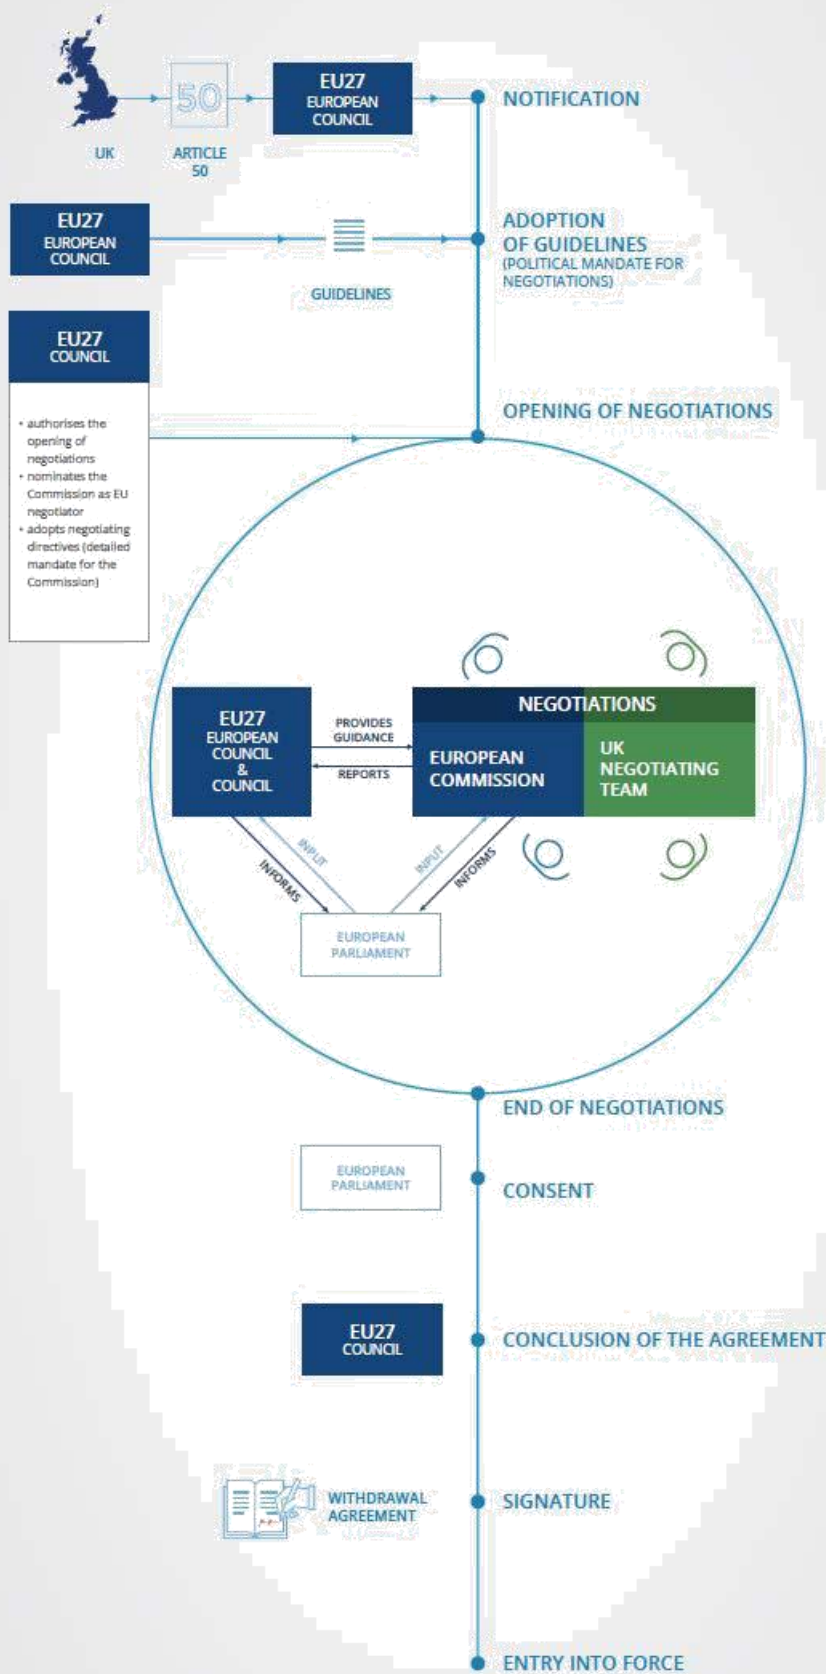 EU27
EUROPEAN
COUNCIL
NOTIFICATION
50
UK
ARTICLE
50
EU27
EUROPEAN
COUNCIL
GUIDELINES
ADOPTION
OF GUIDELINES
(POLITICAL MANDATE FOR
NEGOTIATIONS)
EU27
COUNCIL
• authorises the
opening of
negotiations
• nominates the
Commission as EU
negotiator
• adopts negotiating
directives (detailed
mandate for the
Commission)
OPENING OF NEGOTIATIONS
EU27
EUROPEAN
COUNCIL
&
COUNCIL
PROVIDES
GUIDANCE
REPORTS
NEGOTIATIONS
EUROPEAN
COMMISSION
UK
NEGOTIATING
TEAM
INPUT
INFORMS
INPUT
INFORMS
EUROPEAN
PARLIAMENT
END OF NEGOTIATIONS
EUROPEAN
PARLIAMENT
CONSENT
EU27
COUNCIL
CONCLUSION OF THE AGREEMENT
WITHDRAWAL
AGREEMENT
SIGNATURE
ENTRY INTO FORCE